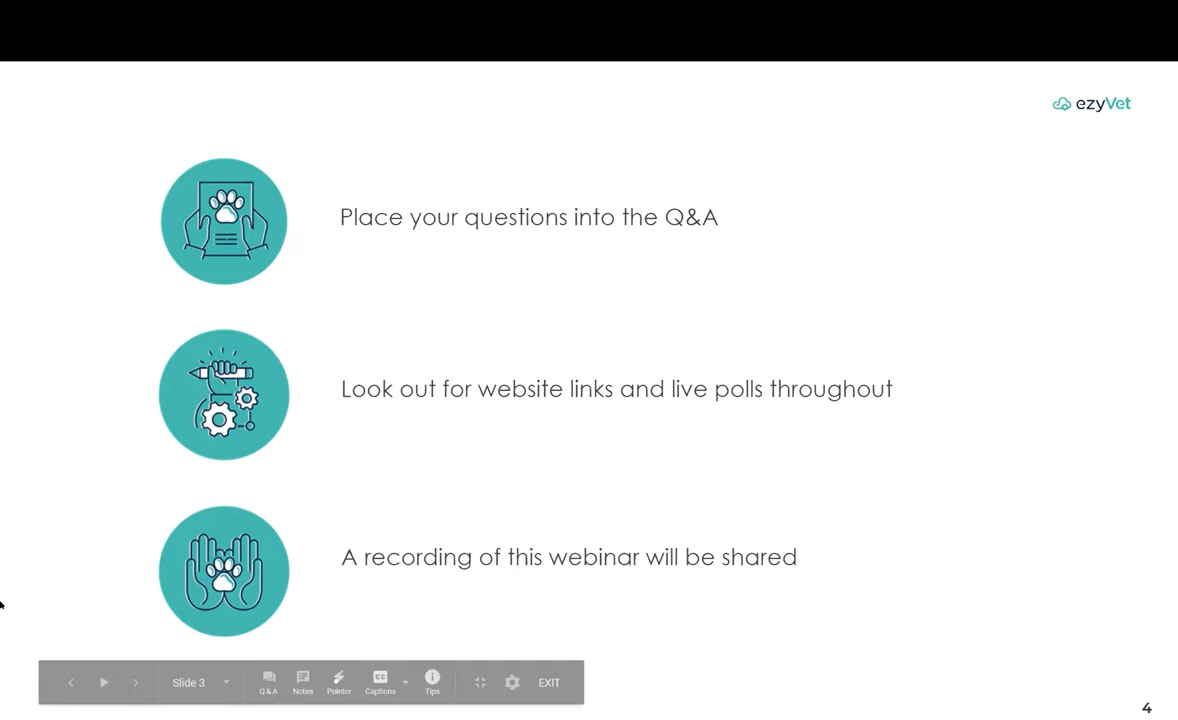 ezyVet
Place your questions into the Q&A
Look out for website links and live polls throughout
A recording of this webinar will be shared
Slide 3
Q&A
Notes
Pointer
CC
Captions
Tips
EXIT
4